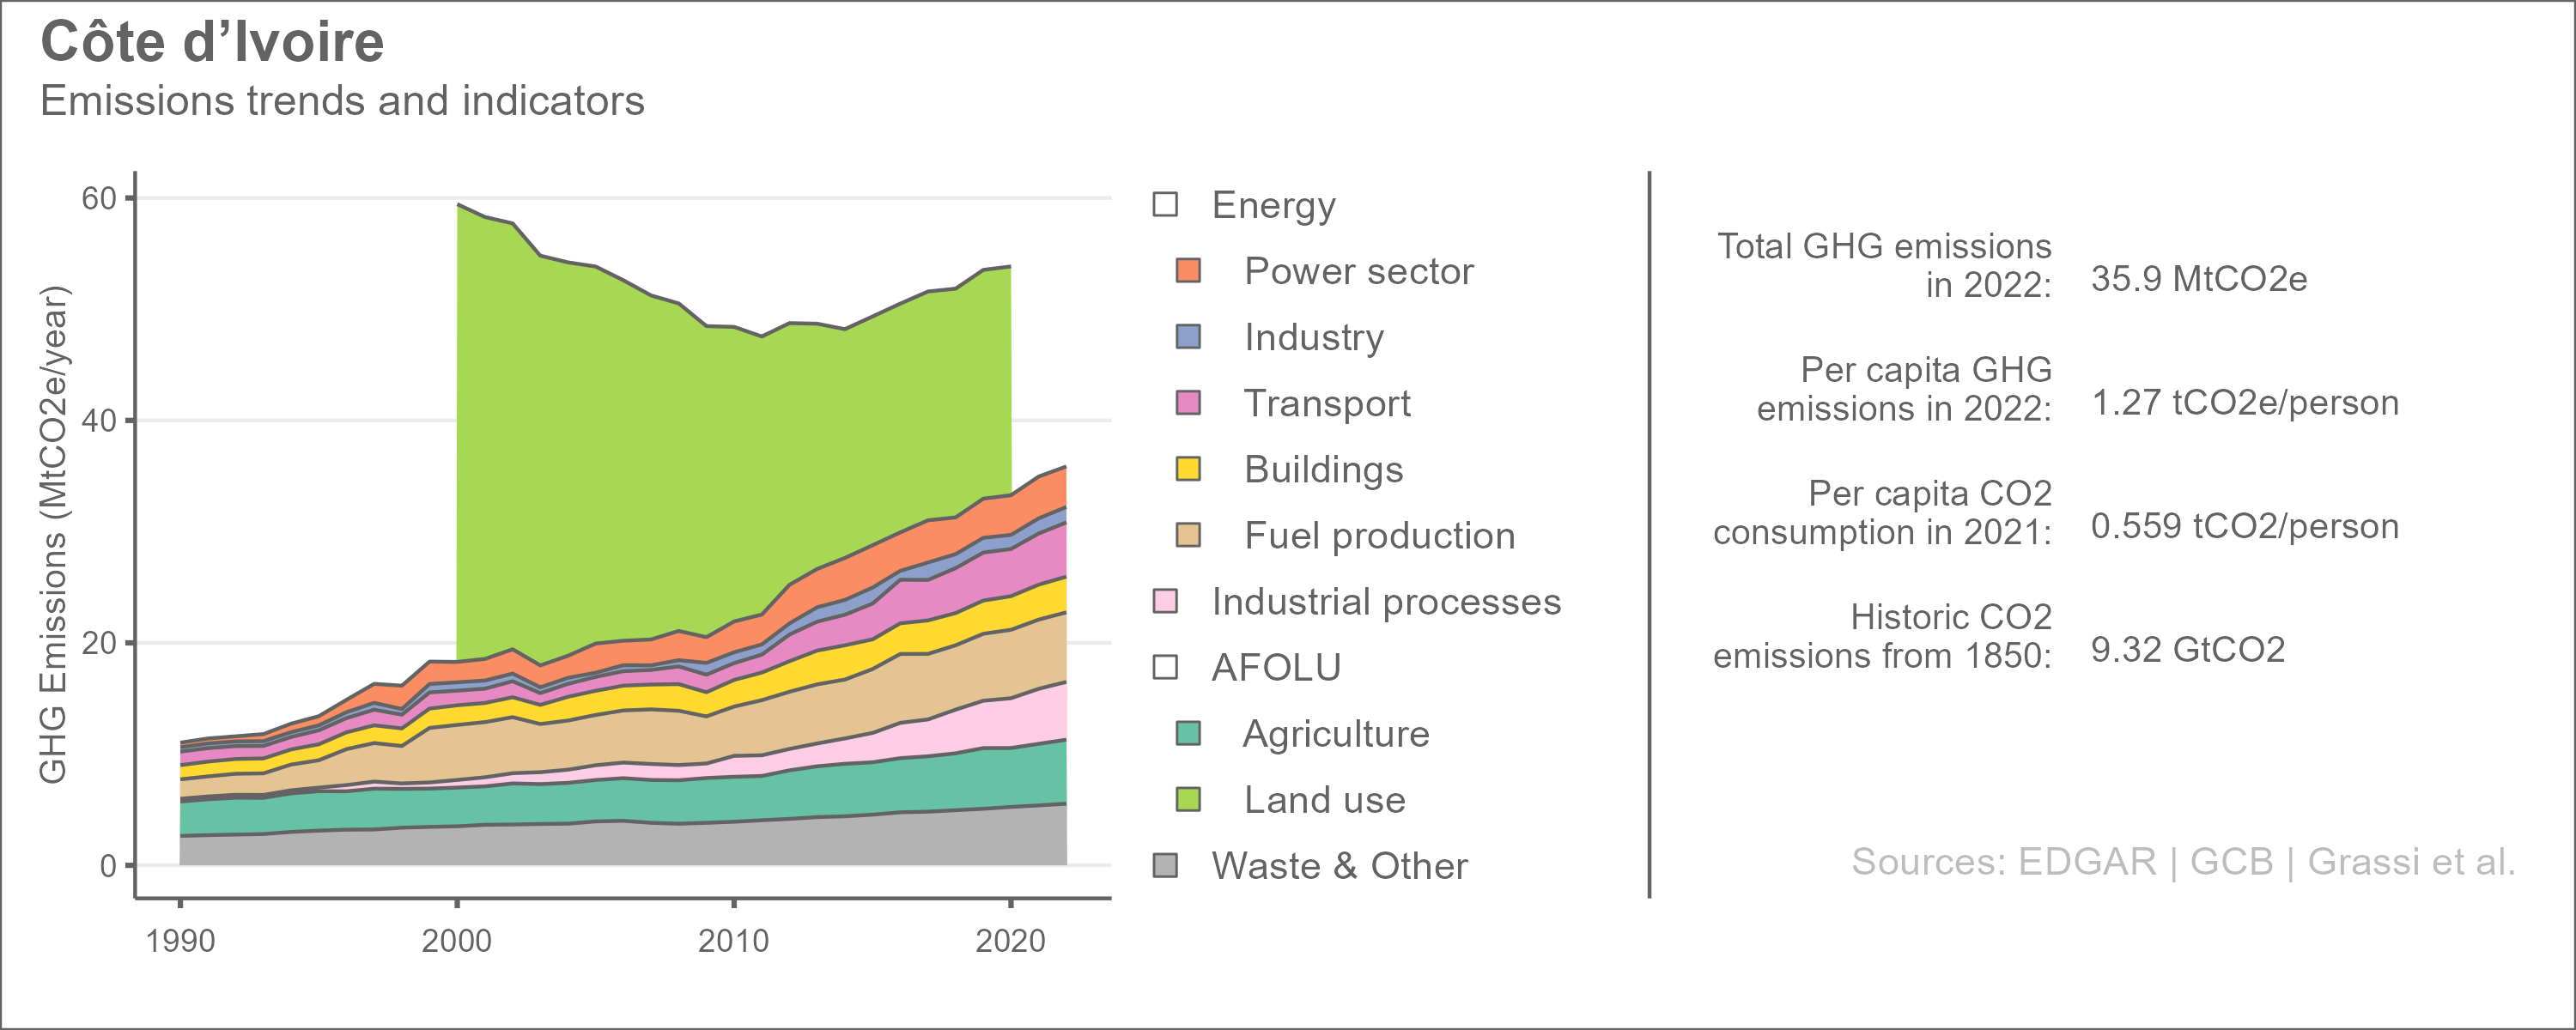 Côte d’Ivoire
Emissions trends and indicators
GHG Emissions (MtCO2e/year)
60
40
20
0
1990
2000
2010
2020
Energy
Power sector
Industry
Transport
Buildings
Fuel production
Industrial processes
AFOLU
Agriculture
Land use
Waste & Other
Total GHG emissions
in 2022:
35.9 MtCO2e
Per capita GHG
emissions in 2022:
1.27 tCO2e/person
Per capita CO2
consumption in 2021:
0.559 tCO2/person
Historic CO2
emissions from 1850:
9.32 GtCO2
Sources: EDGAR | GCB | Grassi et al.